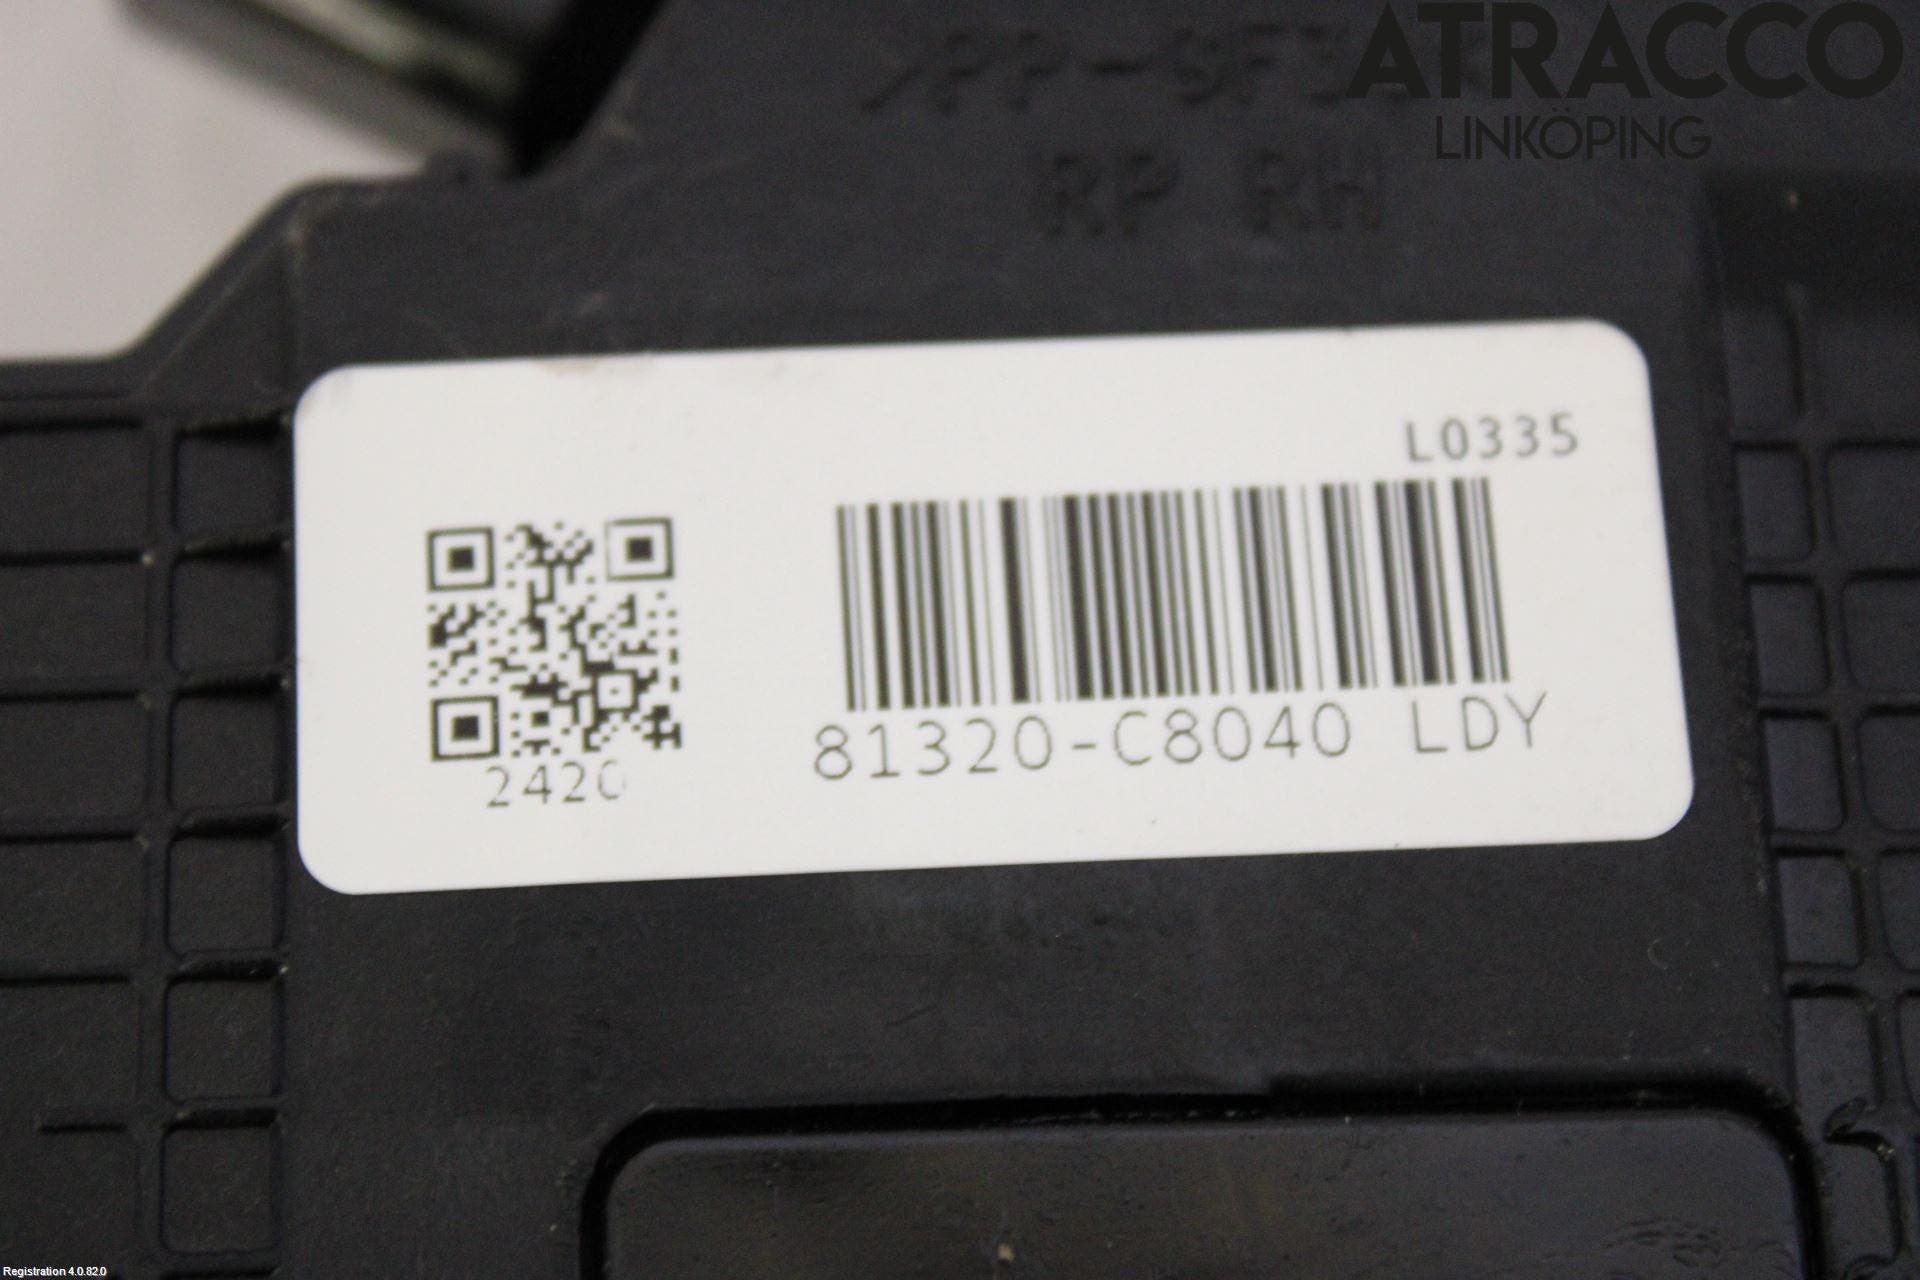 ATRACCO
LINKÖPING
RP RH
L0335
2420
81320-C8040 LDY
Registration 4.0.82.0